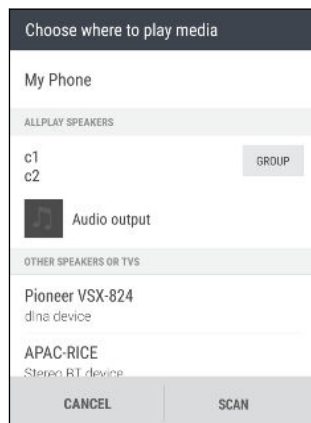 Choose where to play media
My Phone
ALLPLAY SPEAKERS
c1
GROUP
c2
Audio output
OTHER SPEAKERS OR TVS
Pioneer VSX-824
dlna device
APAC-RICE
Stereo BT device
CANCEL
SCAN